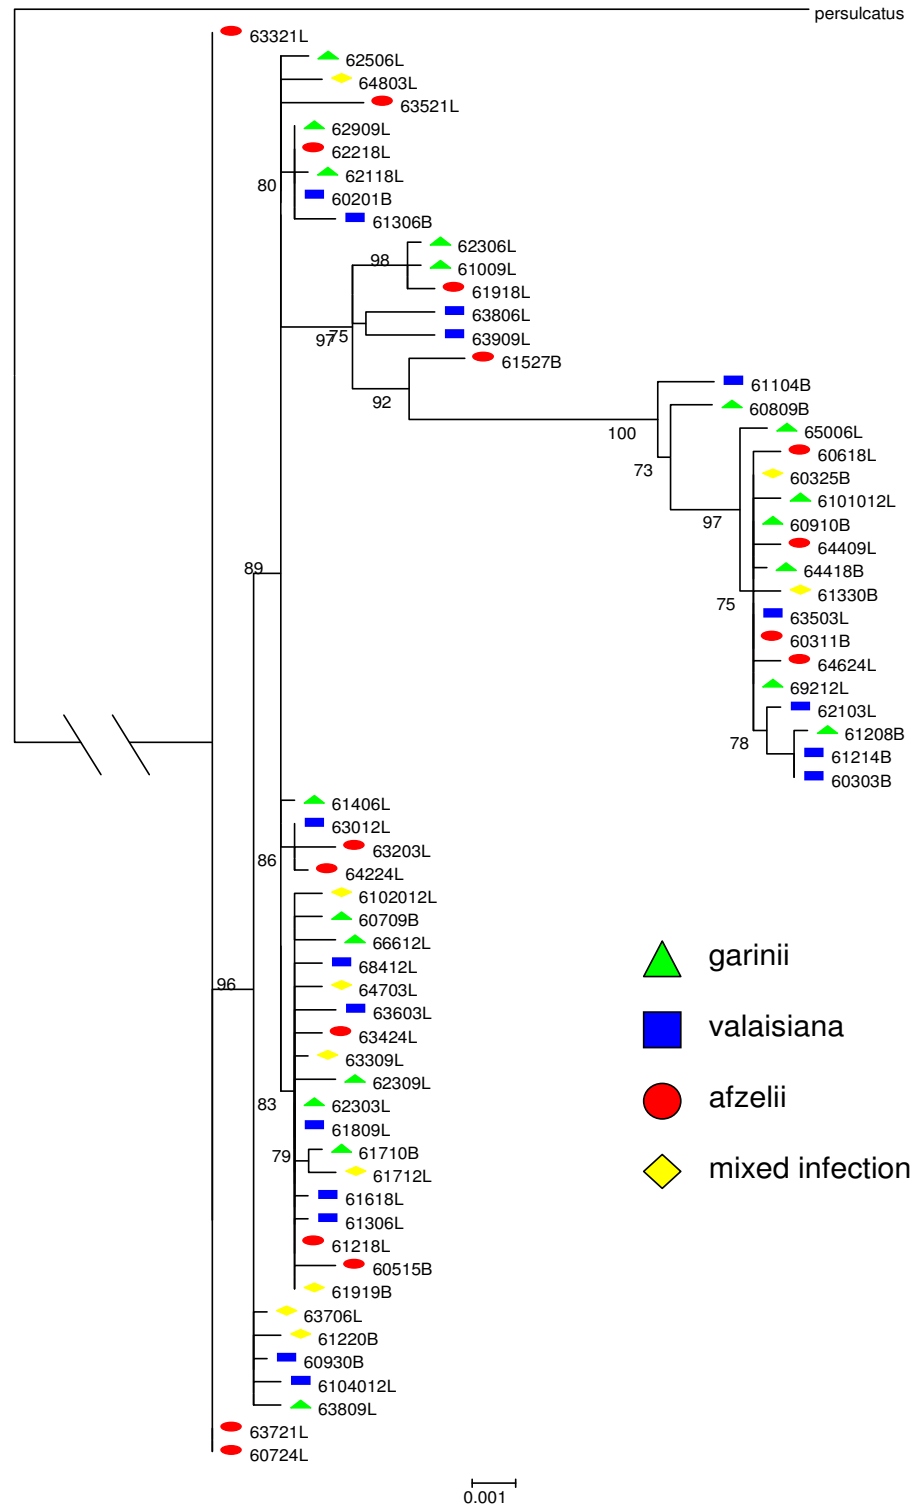 persulcatus
63321L
62506L
64803L
63521L
62909L
62218L
62118L
80
60201B
61306B
62306L
98
61009L
61918L
63806L
97
75
63909L
61527B
61104B
92
60809B
100
65006L
60618L
73
60325B
6101012L
97
60910B
64409L
89
64418B
61330B
75
63503L
60311B
64624L
69212L
62103L
61208B
78
61214B
60303B
61406L
63012L
63203L
86
64224L
6102012L
60709B
66612L
garinii
68412L
96
64703L
63603L
valaisiana
63424L
63309L
62309L
afzelii
83
62303L
61809L
61710B
79
61712L
mixed infection
61618L
61306L
61218L
60515B
61919B
63706L
61220B
60930B
6104012L
63809L
63721L
60724L
0.001